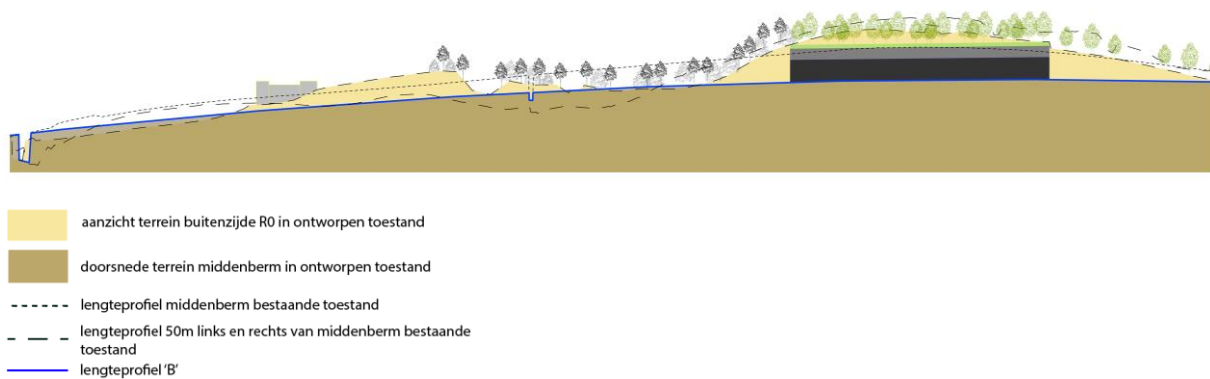 aanzicht terrein buitenzijde R0 in ontworpen toestand
doorsnede terrein middenberm in ontworpen toestand
lengteprofiel middenberm bestaande toestand
lengteprofiel 50m links en rechts van middenberm bestaande
toestand
lengteprofiel 'B'